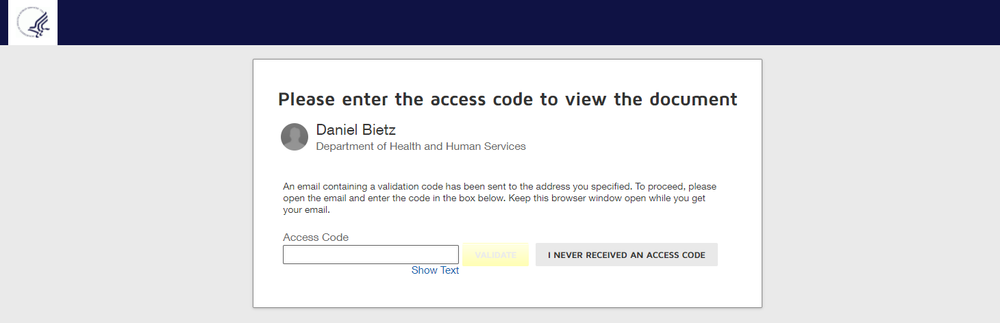 Please enter the access code to view the document
Daniel Bietz
Department of Health and Human Services
An email containing a validation code has been sent to the address you specified. To proceed, please
open the email and enter the code in the box below. Keep this browser window open while you get
your email.
Access Code
VALIDATE
I NEVER RECEIVED AN ACCESS CODE
Show Text